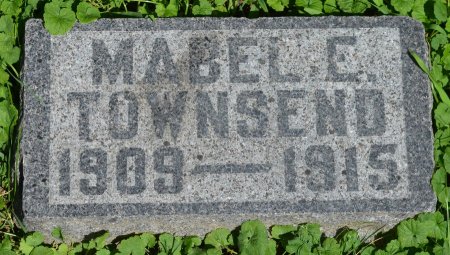 MABEL E.
TOWNSEND
1909 — 1915